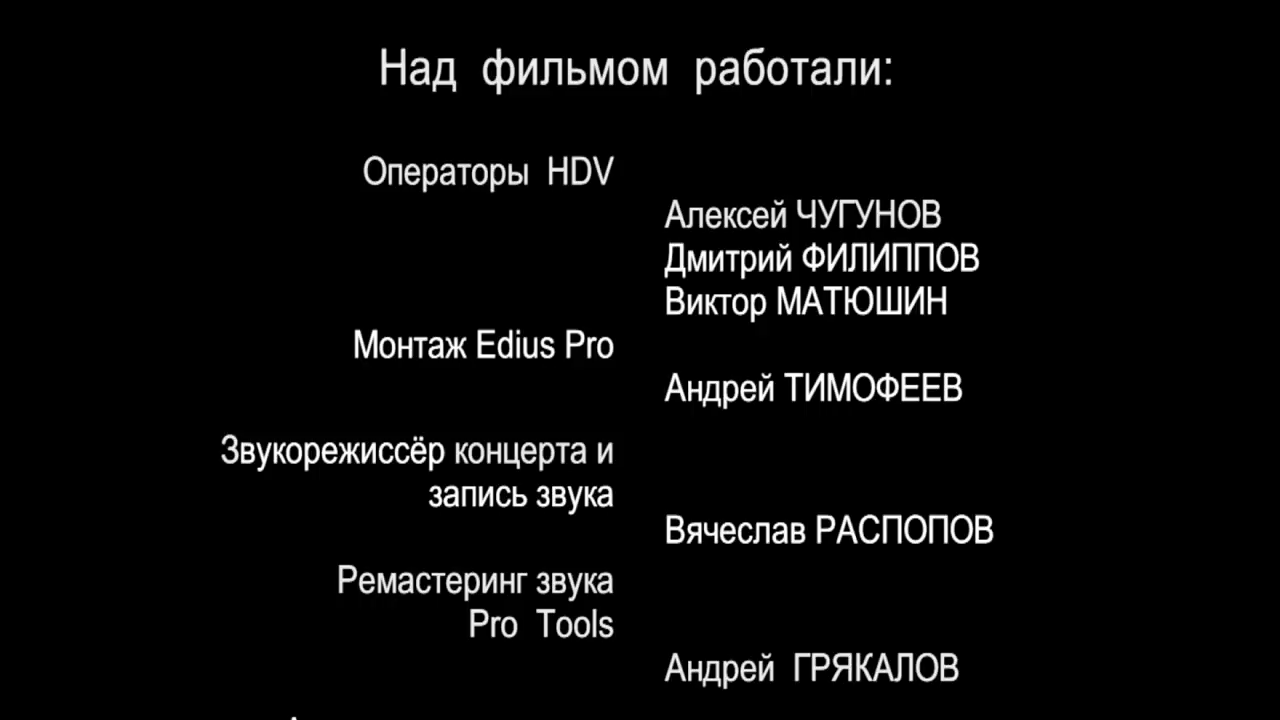 Над фильмом работали:
Операторы HDV
Алексей ЧУГУНОВ
Дмитрий ФИЛИППОВ
Виктор МАТЮШИН
Монтаж Edius Pro
Андрей ТИМОФЕЕВ
Звукорежиссёр концерта и
запись звука
Вячеслав РАСПОПОВ
Ремастеринг звука
Pro Tools
Андрей ГРЯКАЛОВ